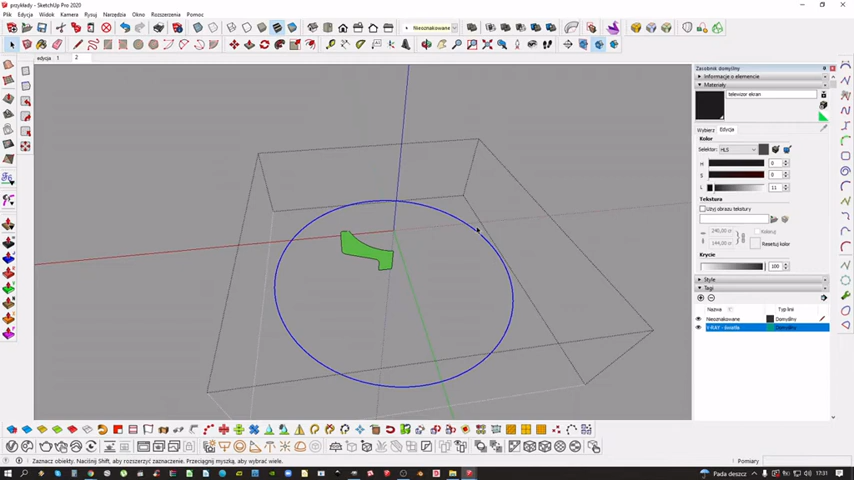 przykłady - SketchUp Pro 2020
Plik Edycja Widok Kamera Rysuj Narzędzia Okno Rozszerzenia Pomoc
Nieoznakowane
edycja 1 2
Zasobnik domyślny
Informacje o elemencie
Materiały
telewizor ekran
Wybierz Edycja
Kolor
Selektor: HLS
H 0
S 0
L 11
Tekstura
Użyj obrazu tekstury
240,00 cr
Koloruj
144,00 cr
Resetuj kolor
Krycie
100
Style
Tagi
Nazwa Typ linii
Nieoznakowane Domyślny
V-RAY - światła Domyślny
Zaznacz obiekty. Naciśnij Shift, aby rozszerzyć zaznaczenie. Przeciągnij myszką, aby wybrać wiele.
Pomiary
Pada deszcz
17:31